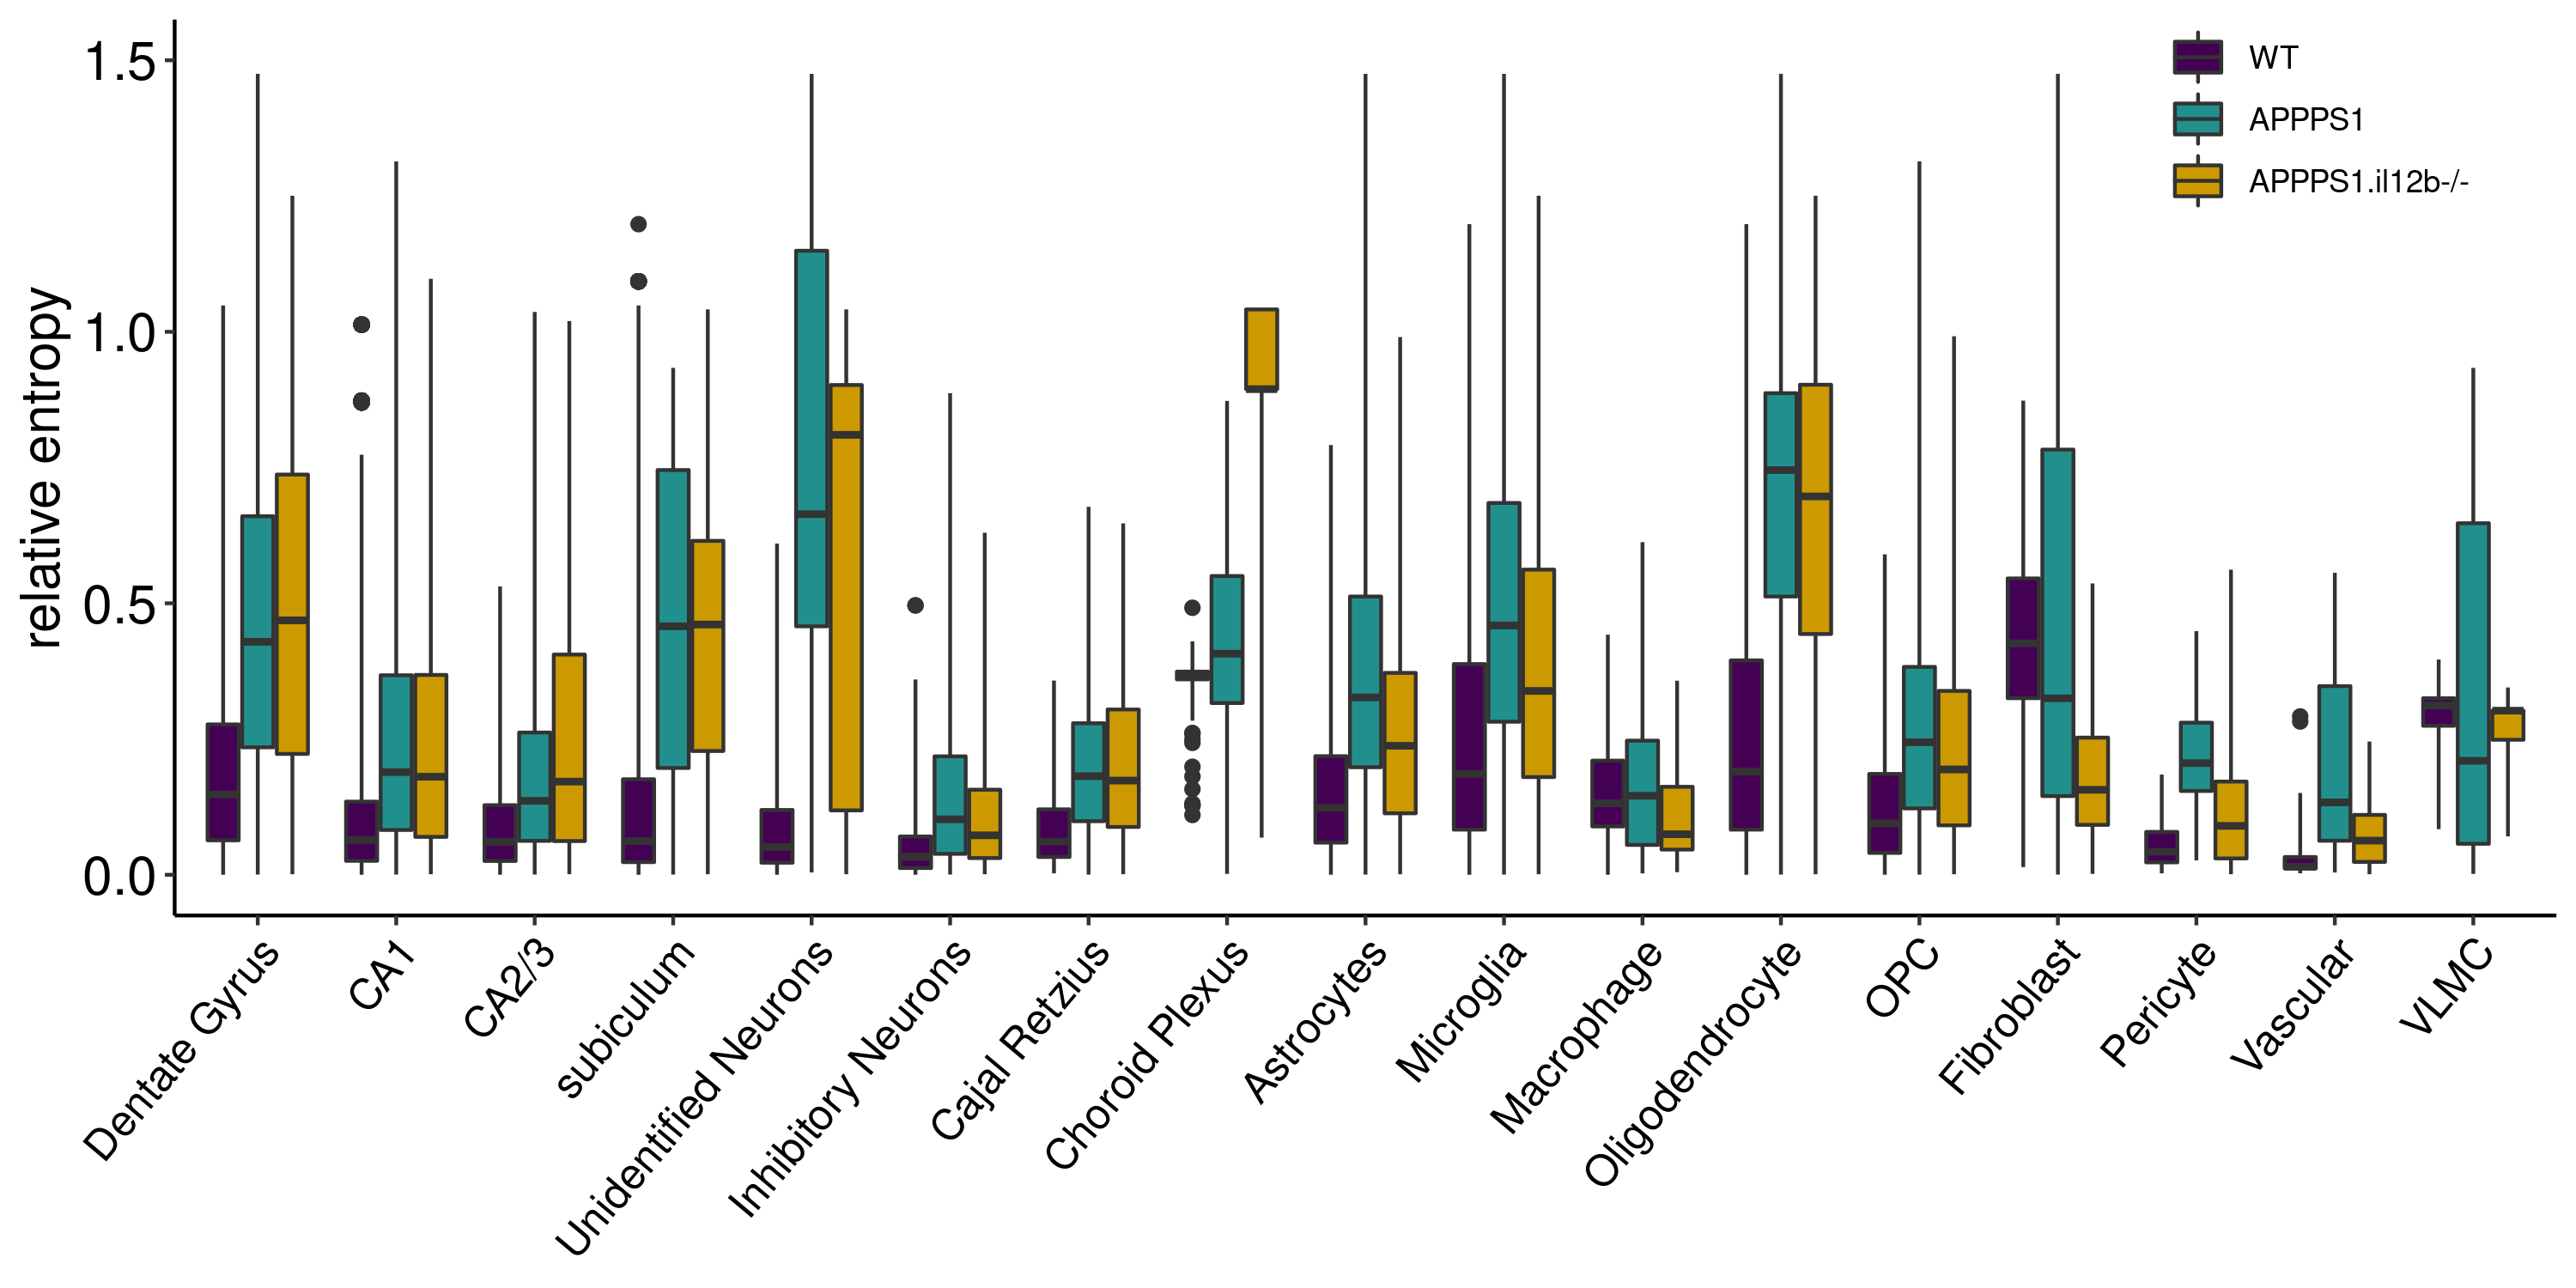 relative entropy
1.5
1.0
0.5
0.0
WT
APPPS1
APPPS1.il12b-/-
Dentate Gyrus
CA1
CA2/3
subiculum
Unidentified Neurons
Inhibitory Neurons
Cajal Retzius
Choroid Plexus
Astrocytes
Microglia
Macrophage
Oligodendrocyte
OPC
Fibroblast
Pericyte
Vascular
VLMC